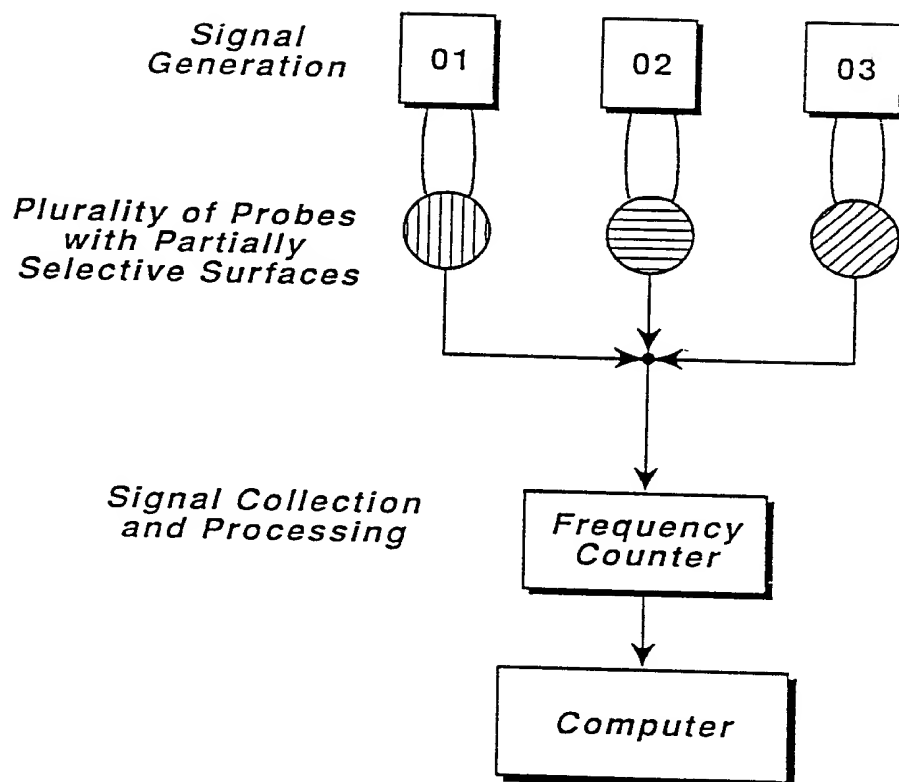 Signal
Generation
01
02
03
Plurality of Probes
with Partially
Selective Surfaces
Signal Collection
and Processing
Frequency
Counter
Computer